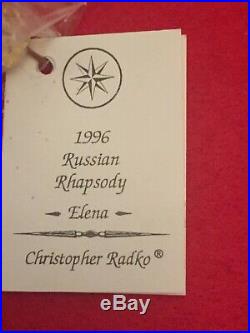 1996
Russian
Rhapsody
Elena
Christopher Radko ®